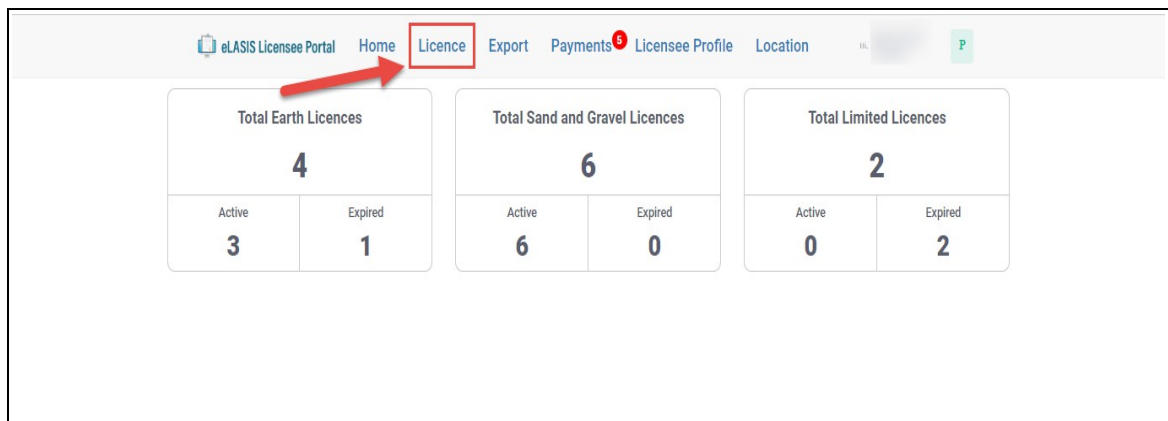 eLASIS Licensee Portal Home Licence Export Payments 5 Licensee Profile Location P
Total Earth Licences
4
Active Expired
3 1
Total Sand and Gravel Licences
6
Active Expired
6 0
Total Limited Licences
2
Active Expired
0 2